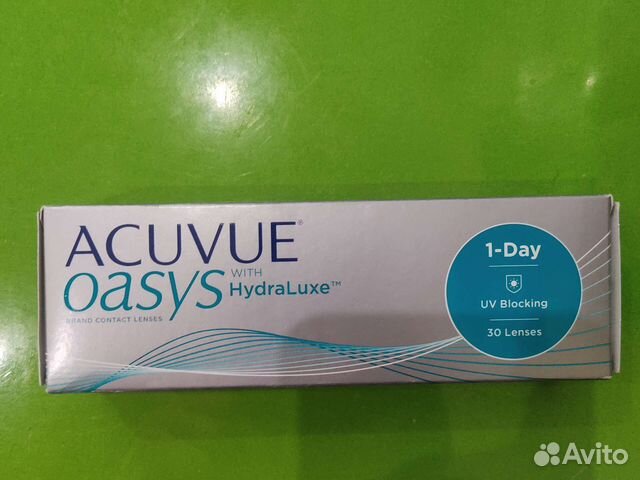 ACUVUE®
oasys WITH HydraLuxe™
BRAND CONTACT LENSES
1-Day
UV Blocking
30 Lenses
Avito